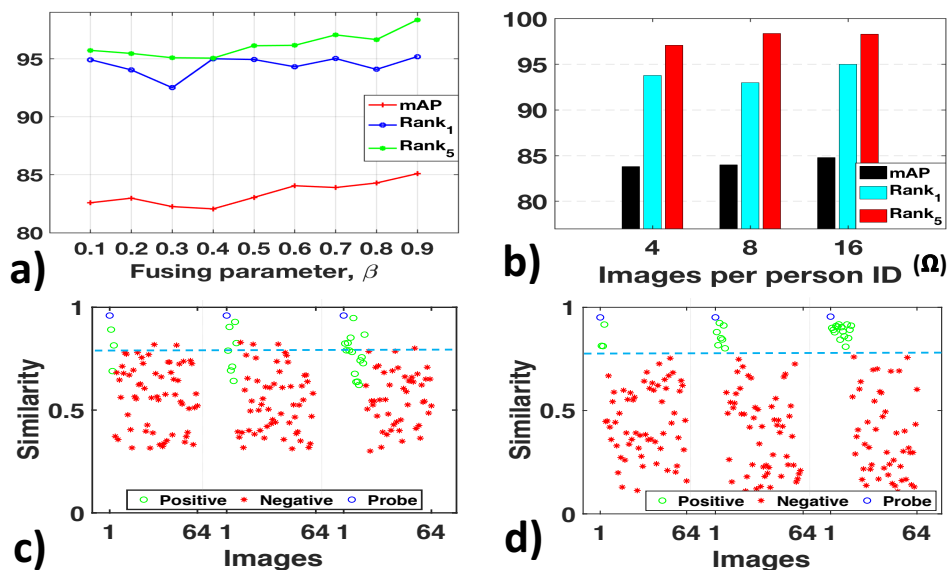 95
90
85
80
mAP
Rank1
Rank5
0.1 0.2 0.3 0.4 0.5 0.6 0.7 0.8 0.9
Fusing parameter, β
a)
100
95
90
85
80
mAP
Rank1
Rank5
4 8 16
Images per person ID (Ω)
b)
1
0.5
0
Similarity
Positive Negative Probe
1 64 1 64 1 64
Images
c)
1
0.5
0
Similarity
Positive Negative Probe
1 64 1 64 1 64
Images
d)